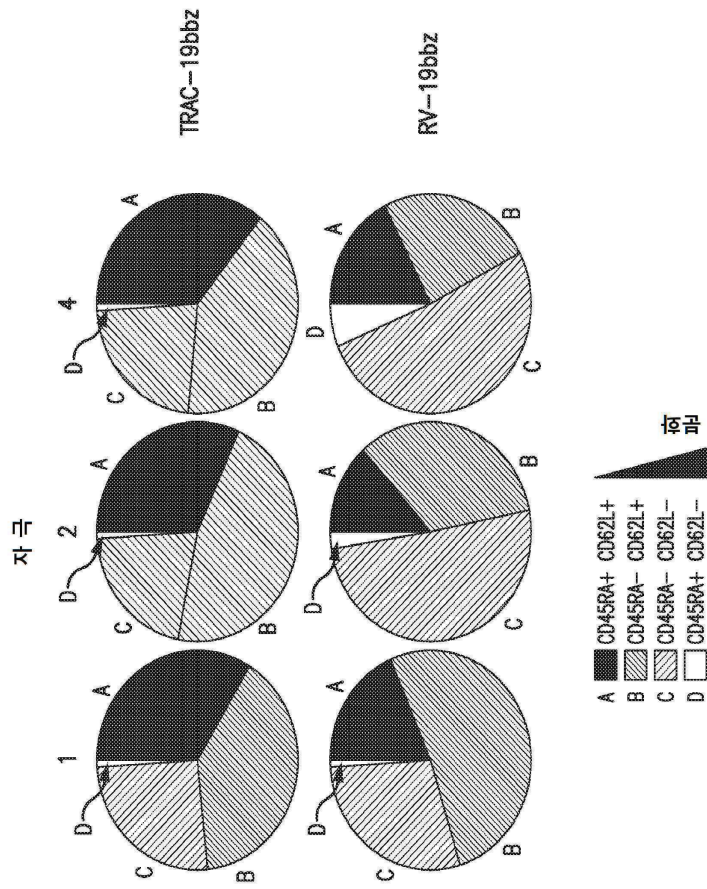 자 극
1
2
4
D
A
C
B
D
A
C
B
D
A
C
B
TRAC-19bbz
D
A
C
B
D
A
C
B
D
A
C
B
RV-19bbz
A CD45RA+ CD62L+
B CD45RA- CD62L+
C CD45RA- CD62L-
D CD45RA+ CD62L-
분화